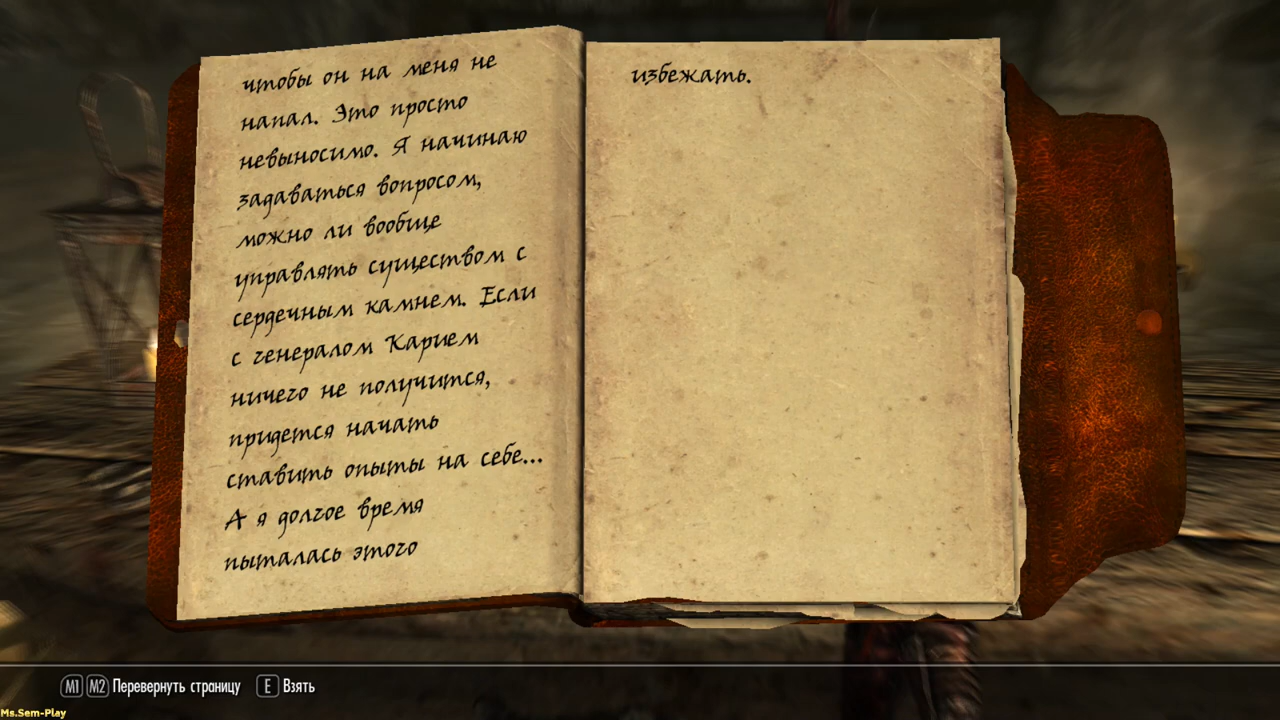 чтобы он на меня не
напал. Это просто
невыносимо. Я начинаю
задаваться вопросом,
можно ли вообще
управлять существом с
сердечным камнем. Если
с генералом Карием
ничего не получится,
придется начать
ставить опыты на себе...
А я долгое время
пыталась этого
избежать.
M1 M2 Перевернуть страницу E Взять
Ms.Sem-Play